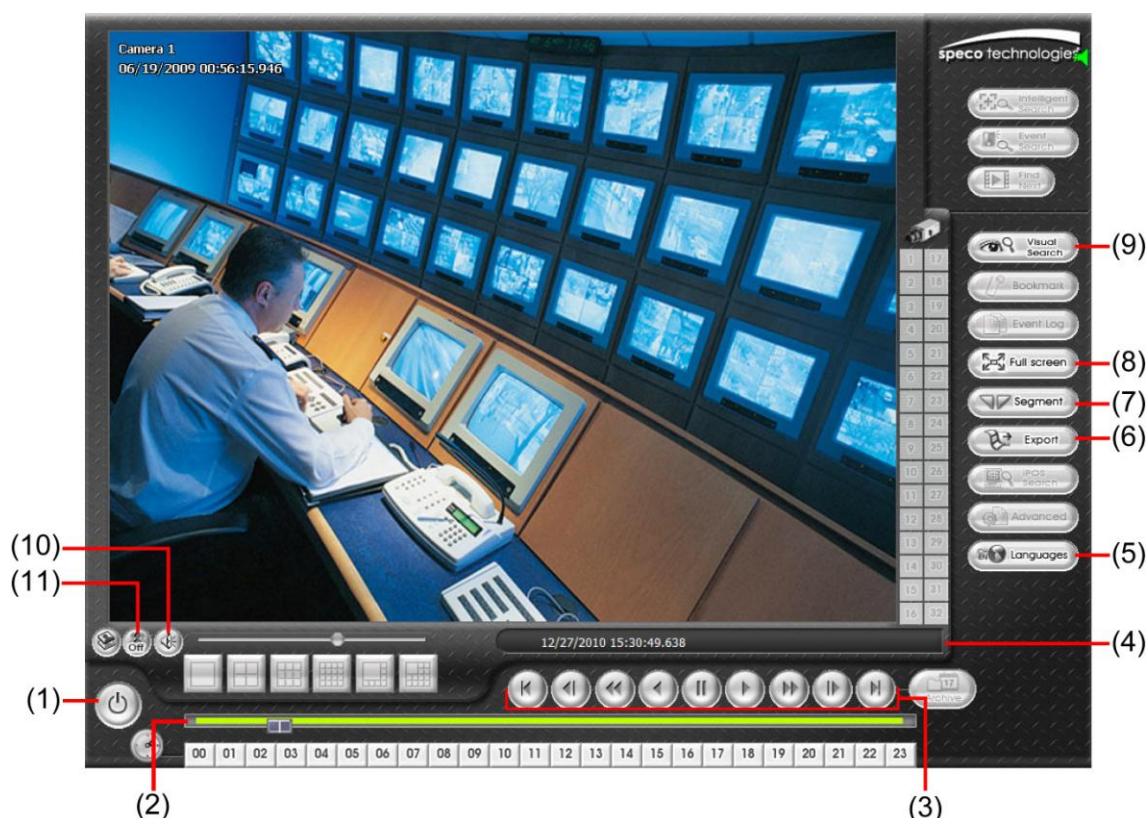 Camera 1
06/19/2009 00:56:15.946
speco technologies
Intelligent
Search
Event
Search
Find
Next
Visual
Search
(9)
Bookmark
Event Log
Full screen
(8)
Segment
(7)
Export
(6)
iPOS
Search
Advanced
Languages
(5)
1 17
2 18
3 19
4 20
5 21
6 22
7 23
8 24
9 25
10 26
11 27
12 28
13 29
14 30
15 31
16 32
(10)
(11)
Off
12/27/2010 15:30:49.638
(4)
(1)
17
Archive
00 01 02 03 04 05 06 07 08 09 10 11 12 13 14 15 16 17 18 19 20 21 22 23
(2)
(3)